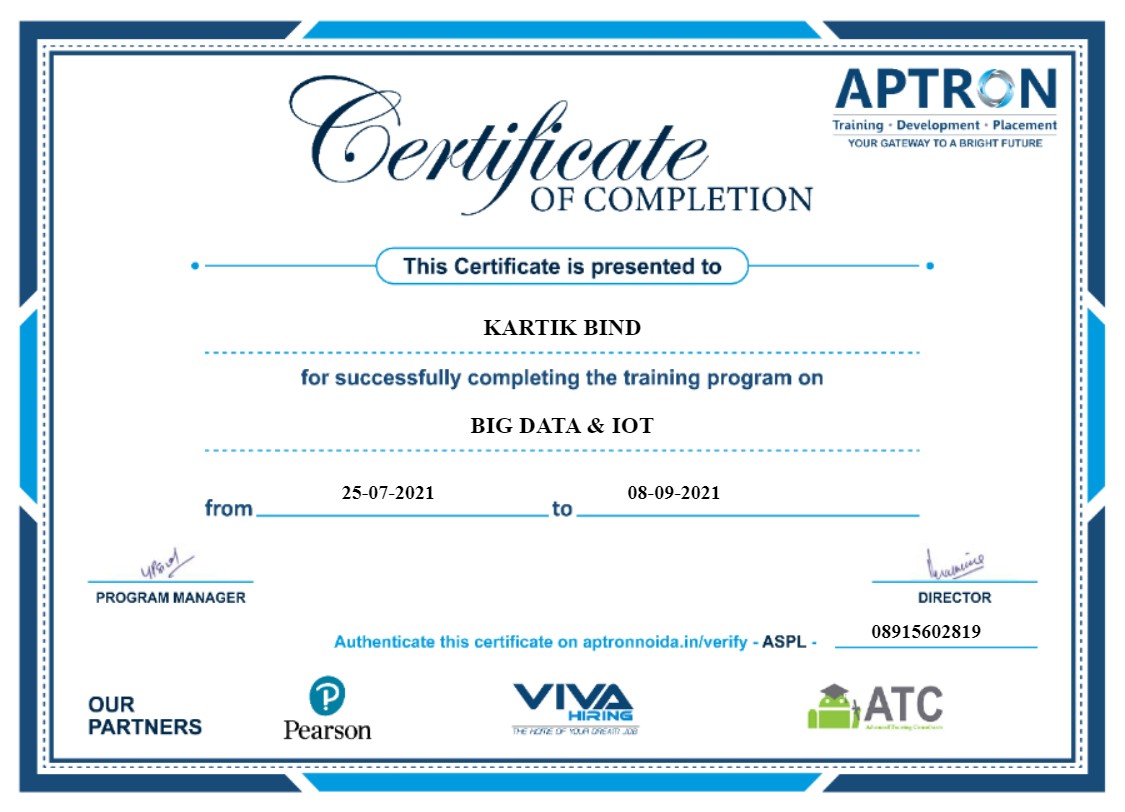 Certificate
OF COMPLETION
APTRON
Training • Development • Placement
YOUR GATEWAY TO A BRIGHT FUTURE
This Certificate is presented to
KARTIK BIND
for successfully completing the training program on
BIG DATA & IOT
from 25-07-2021 to 08-09-2021
PROGRAM MANAGER
DIRECTOR
Authenticate this certificate on aptronnoida.in/verify - ASPL - 08915602819
OUR
PARTNERS
P
Pearson
VIVA
HIRING
THE HOME OF YOUR DREAM JOB
ATC
Advanced Training Consultants